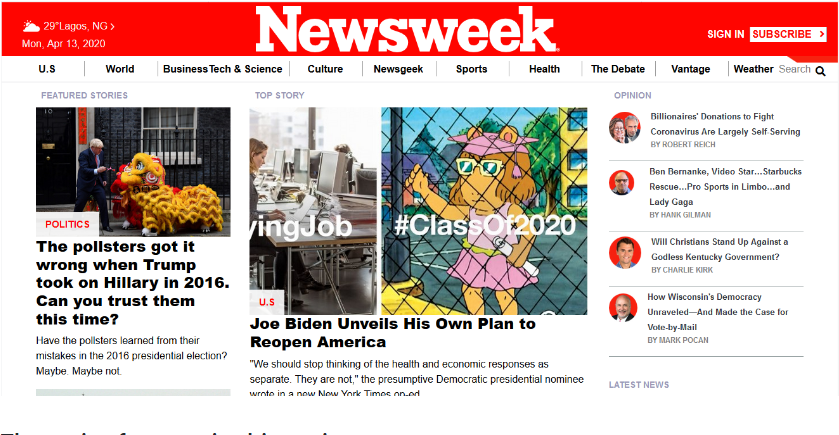 29°Lagos, NG
Mon, Apr 13, 2020
Newsweek
SIGN IN SUBSCRIBE
U.S World Business Tech & Science Culture Newsgeek Sports Health The Debate Vantage Weather Search
FEATURED STORIES
POLITICS
The pollsters got it
wrong when Trump
took on Hillary in 2016.
Can you trust them
this time?
Have the pollsters learned from their
mistakes in the 2016 presidential election?
Maybe. Maybe not.
TOP STORY
vingJob #ClassOf2020
U.S
Joe Biden Unveils His Own Plan to
Reopen America
"We should stop thinking of the health and economic responses as
separate. They are not," the presumptive Democratic presidential nominee
wrote in a new New York Times op-ed
OPINION
Billionaires' Donations to Fight
Coronavirus Are Largely Self Serving
BY ROBERT REICH
Ben Bernanke, Video Star...Starbucks
Rescue...Pro Sports in Limbo...and
Lady Gaga
BY HANK GILMAN
Will Christians Stand Up Against a
Godless Kentucky Government?
BY CHARLIE KIRK
How Wisconsin's Democracy
Unraveled—And Made the Case for
Vote-by-Mail
BY MARK POCAN
LATEST NEWS